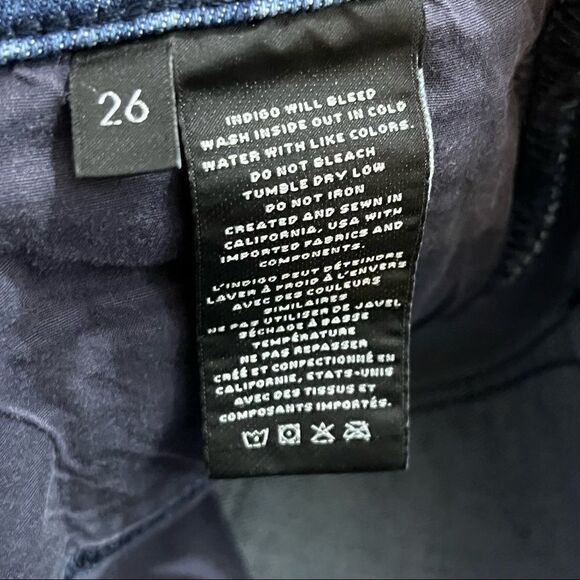 26
INDIGO WILL BLEED
WASH INSIDE OUT IN COLD
WATER WITH LIKE COLORS.
DO NOT BLEACH
TUMBLE DRY LOW
DO NOT IRON
CREATED AND SEWN IN
CALIFORNIA, USA WITH
IMPORTED FABRICS AND
COMPONENTS.
L'INDIGO PEUT DÉTEINDRE
LAVER À FROID À L'ENVERS
AVEC DES COULEURS
SIMILAIRES
NE PAS UTILISER DE JAVEL
SÉCHAGE À BASSE
TEMPÉRATURE
NE PAS REPASSER
CRÉÉ ET CONFECTIONNÉ EN
CALIFORNIE, ETATS-UNIS
AVEC DES TISSUS ET
COMPOSANTS IMPORTÉS.